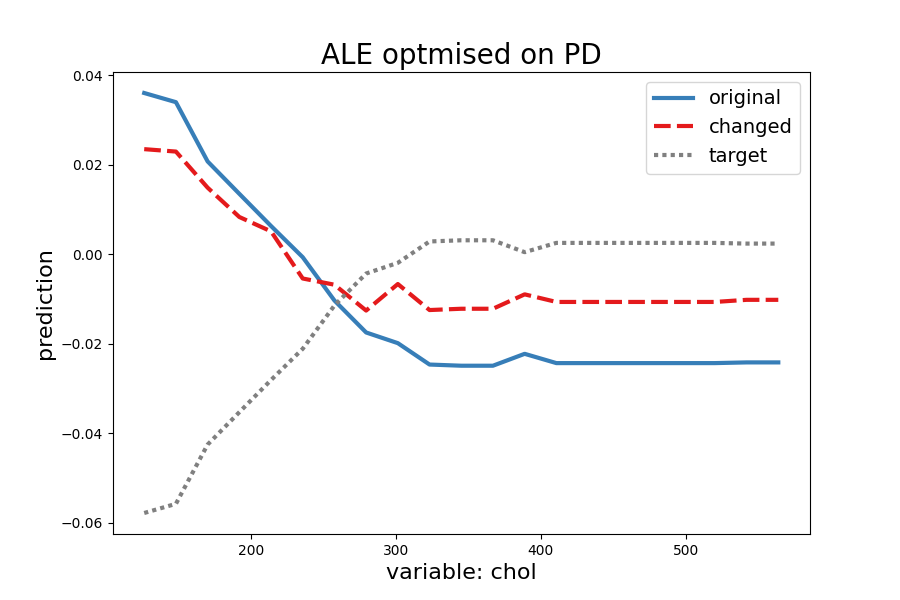 ALE optmised on PD
0.04
0.02
0.00
−0.02
−0.04
−0.06
prediction
original
changed
target
200
300
400
500
variable: chol